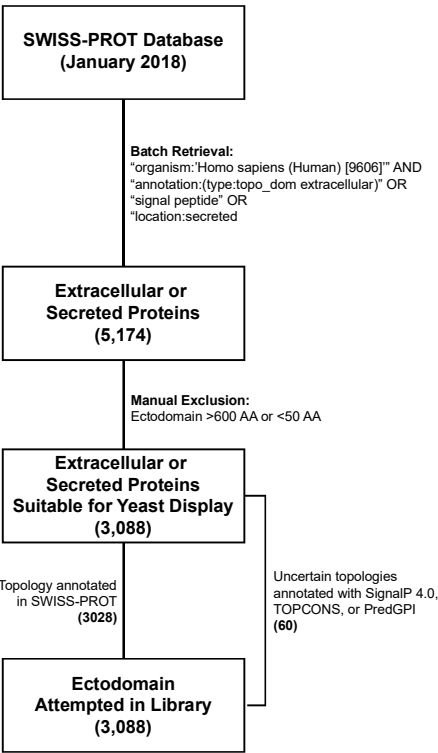 SWISS-PROT Database
(January 2018)
Batch Retrieval:
“organism:'Homo sapiens (Human) [9606]'” AND
“annotation:(type:topo_dom extracellular)” OR
“signal peptide” OR
“location:secreted
Extracellular or
Secreted Proteins
(5,174)
Manual Exclusion:
Ectodomain >600 AA or <50 AA
Extracellular or
Secreted Proteins
Suitable for Yeast Display
(3,088)
Topology annotated
in SWISS-PROT
(3028)
Uncertain topologies
annotated with SignalP 4.0,
TOPCONS, or PredGPI
(60)
Ectodomain
Attempted in Library
(3,088)